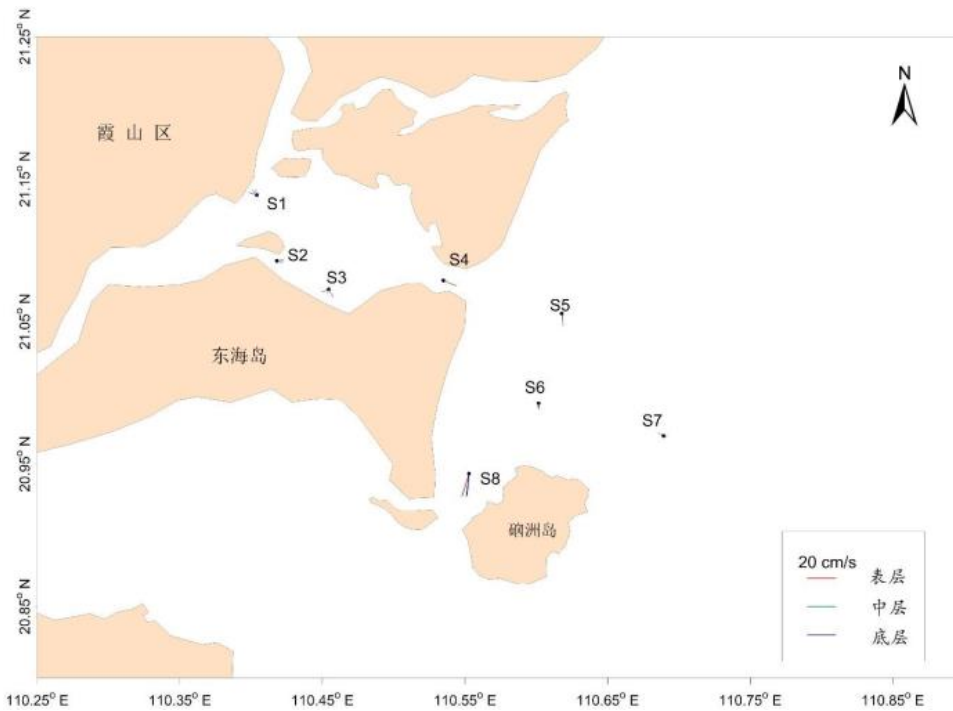 21.25° N
N
霞山区
21.15° N
S1
S2
S4
S3
S5
21.05° N
东海岛
S6
S7
20.95° N
S8
硇洲岛
20 cm/s
表层
中层
底层
20.85° N
110.25° E
110.35° E
110.45° E
110.55° E
110.65° E
110.75° E
110.85° E